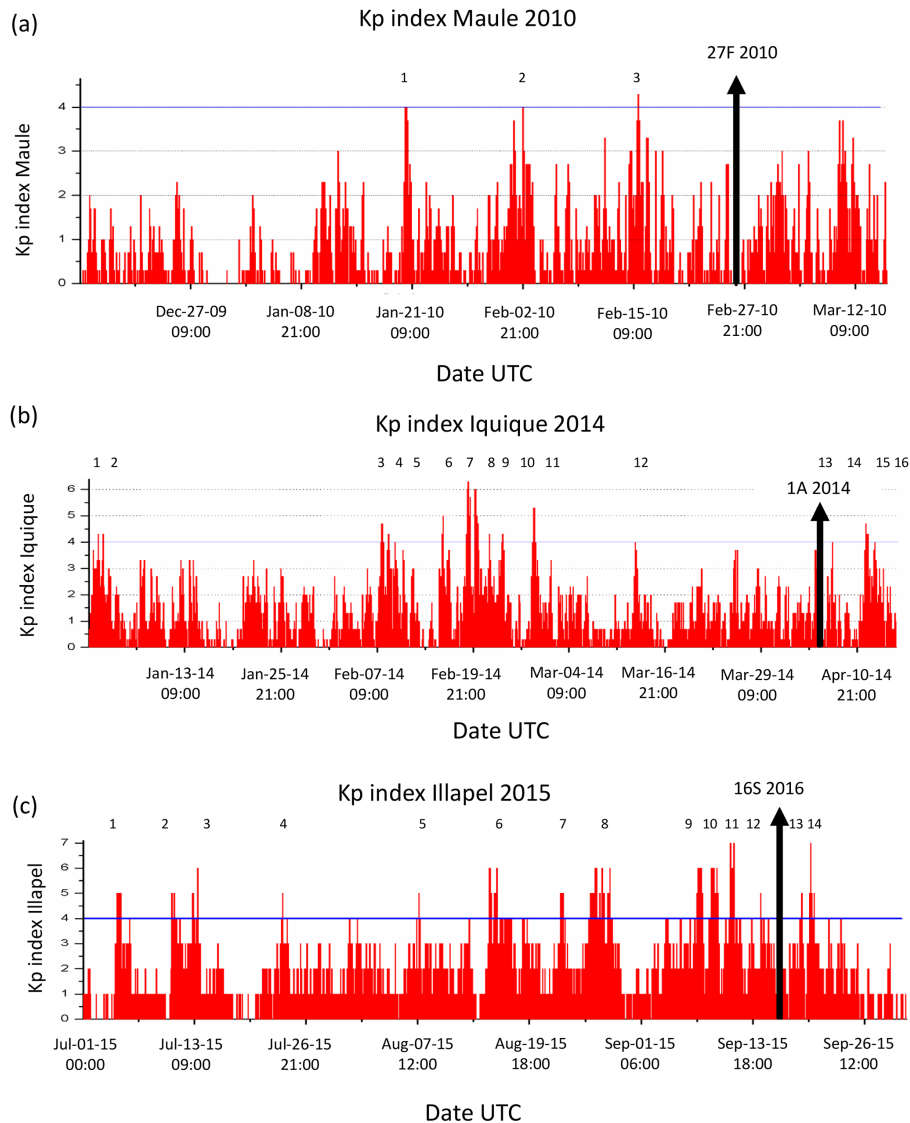 (a)
Kp index Maule 2010
27F 2010
1 2 3
Kp index Maule
4
3
2
1
0
Dec-27-09 Jan-08-10 Jan-21-10 Feb-02-10 Feb-15-10 Feb-27-10 Mar-12-10
09:00 21:00 09:00 21:00 09:00 21:00 09:00
Date UTC
(b)
Kp index Iquique 2014
1 2 3 4 5 6 7 8 9 10 11 12 13 14 15 16
1A 2014
Kp index Iquique
6
5
4
3
2
1
0
Jan-13-14 Jan-25-14 Feb-07-14 Feb-19-14 Mar-04-14 Mar-16-14 Mar-29-14 Apr-10-14
09:00 21:00 09:00 21:00 09:00 21:00 09:00 21:00
Date UTC
(c)
Kp index Illapel 2015
16S 2016
1 2 3 4 5 6 7 8 9 10 11 12 13 14
Kp index Illapel
7
6
5
4
3
2
1
0
Jul-01-15 Jul-13-15 Jul-26-15 Aug-07-15 Aug-19-15 Sep-01-15 Sep-13-15 Sep-26-15
00:00 09:00 21:00 12:00 18:00 06:00 18:00 12:00
Date UTC